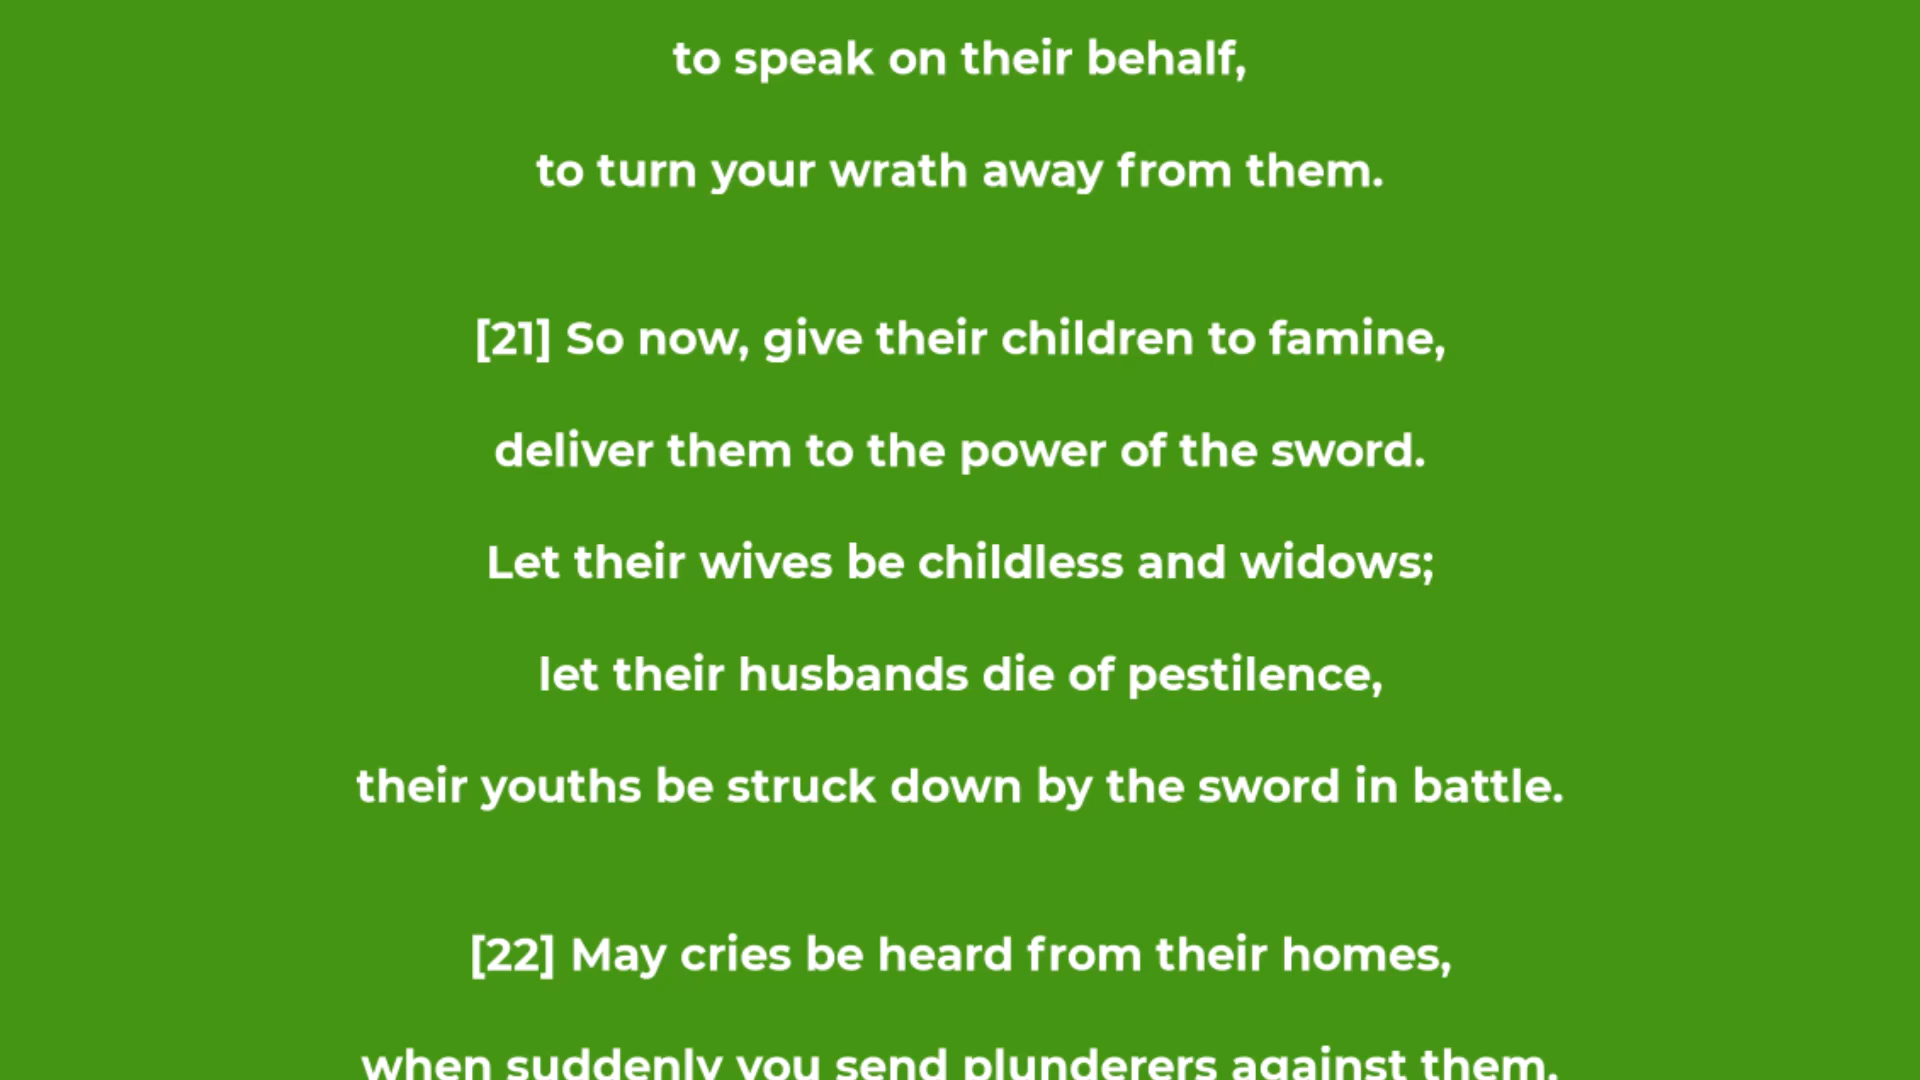 to speak on their behalf,
to turn your wrath away from them.
[21] So now, give their children to famine,
deliver them to the power of the sword.
Let their wives be childless and widows;
let their husbands die of pestilence,
their youths be struck down by the sword in battle.
[22] May cries be heard from their homes,
when suddenly you send plunderers against them.